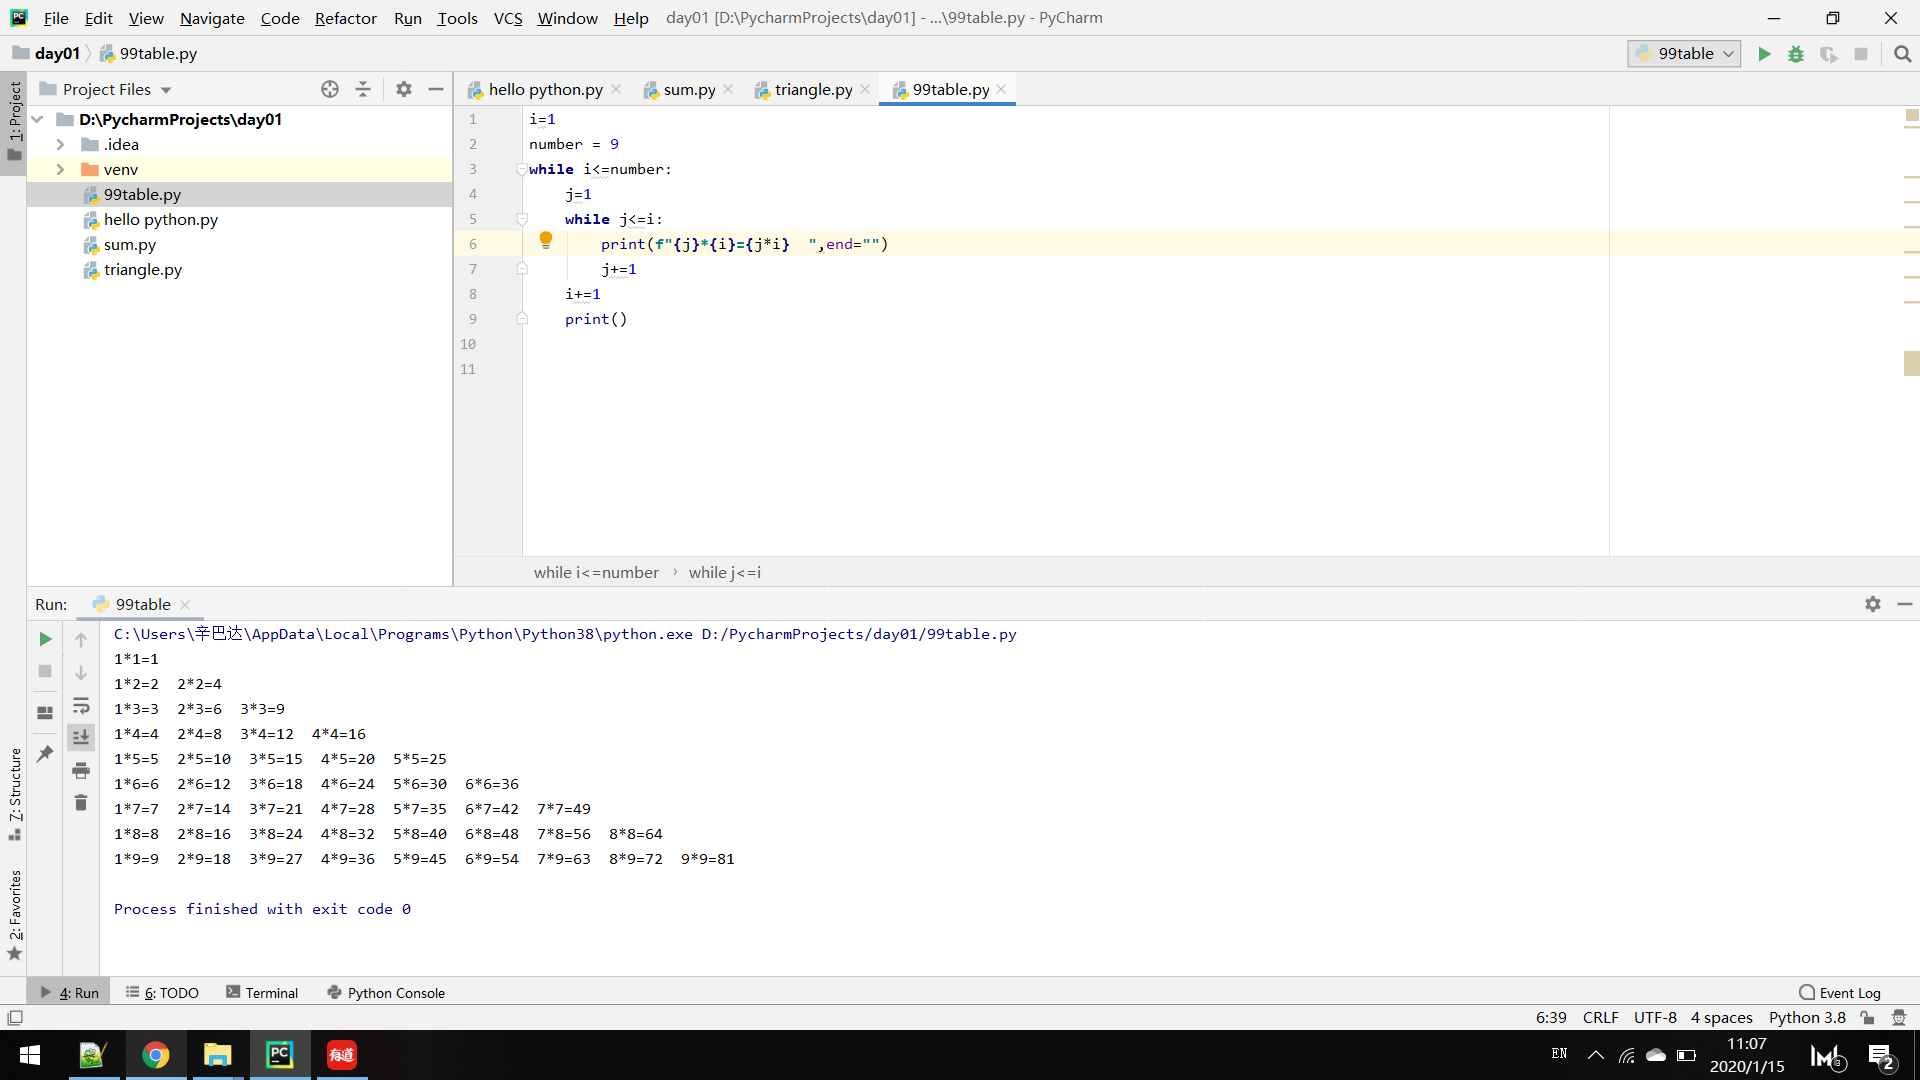 File Edit View Navigate Code Refactor Run Tools VCS Window Help day01 [D:\PycharmProjects\day01] - ...\99table.py - PyCharm
day01 99table.py 99table
1: Project
Project Files
hello python.py sum.py triangle.py 99table.py
D:\PycharmProjects\day01
.idea
venv
99table.py
hello python.py
sum.py
triangle.py
1 i=1
2 number = 9
3 while i<=number:
4     j=1
5     while j<=i:
6         print(f"{j}*{i}={j*i}  ",end="")
7         j+=1
8     i+=1
9     print()
10
11
while i<=number › while j<=i
Run: 99table
C:\Users\辛巴达\AppData\Local\Programs\Python\Python38\python.exe D:/PycharmProjects/day01/99table.py
1*1=1
1*2=2  2*2=4
1*3=3  2*3=6  3*3=9
1*4=4  2*4=8  3*4=12  4*4=16
1*5=5  2*5=10  3*5=15  4*5=20  5*5=25
1*6=6  2*6=12  3*6=18  4*6=24  5*6=30  6*6=36
1*7=7  2*7=14  3*7=21  4*7=28  5*7=35  6*7=42  7*7=49
1*8=8  2*8=16  3*8=24  4*8=32  5*8=40  6*8=48  7*8=56  8*8=64
1*9=9  2*9=18  3*9=27  4*9=36  5*9=45  6*9=54  7*9=63  8*9=72  9*9=81
Process finished with exit code 0
7: Structure
2: Favorites
4: Run 6: TODO Terminal Python Console Event Log
6:39 CRLF UTF-8 4 spaces Python 3.8
PC 有道 EN 11:07
2020/1/15 2